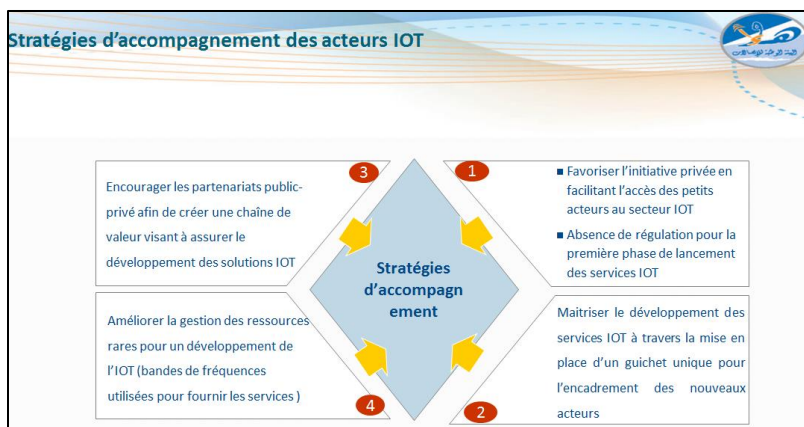 Stratégies d'accompagnement des acteurs IOT
الهيئة الوطنية للإتصالات
3
Encourager les partenariats public-
privé afin de créer une chaîne de
valeur visant à assurer le
développement des solutions IOT
1
■ Favoriser l'initiative privée en
facilitant l'accès des petits
acteurs au secteur IOT
■ Absence de régulation pour la
première phase de lancement
des services IOT
Stratégies
d'accompagn
ement
Améliorer la gestion des ressources
rares pour un développement de
l'IOT (bandes de fréquences
utilisées pour fournir les services )
4
Maitriser le développement des
services IOT à travers la mise en
place d'un guichet unique pour
l'encadrement des nouveaux
acteurs
2